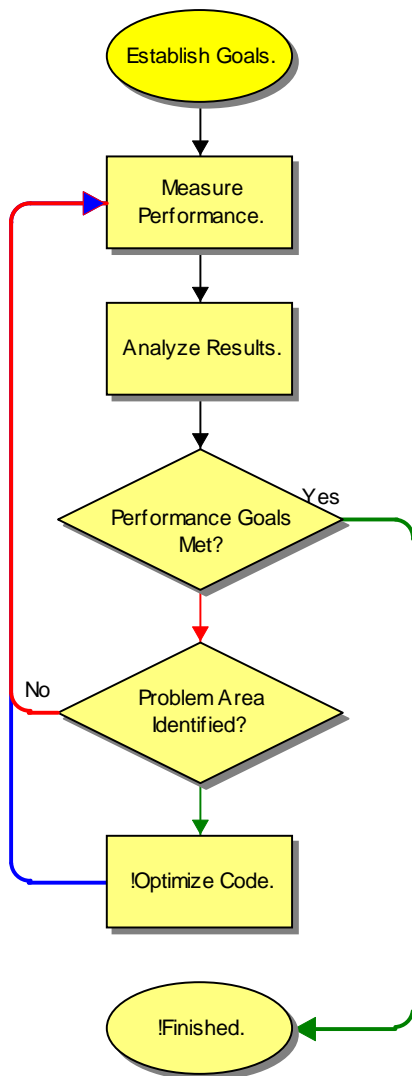 Establish Goals.
Measure
Performance.
Analyze Results.
Yes
Performance Goals
Met?
No
Problem Area
Identified?
!Optimize Code.
!Finished.